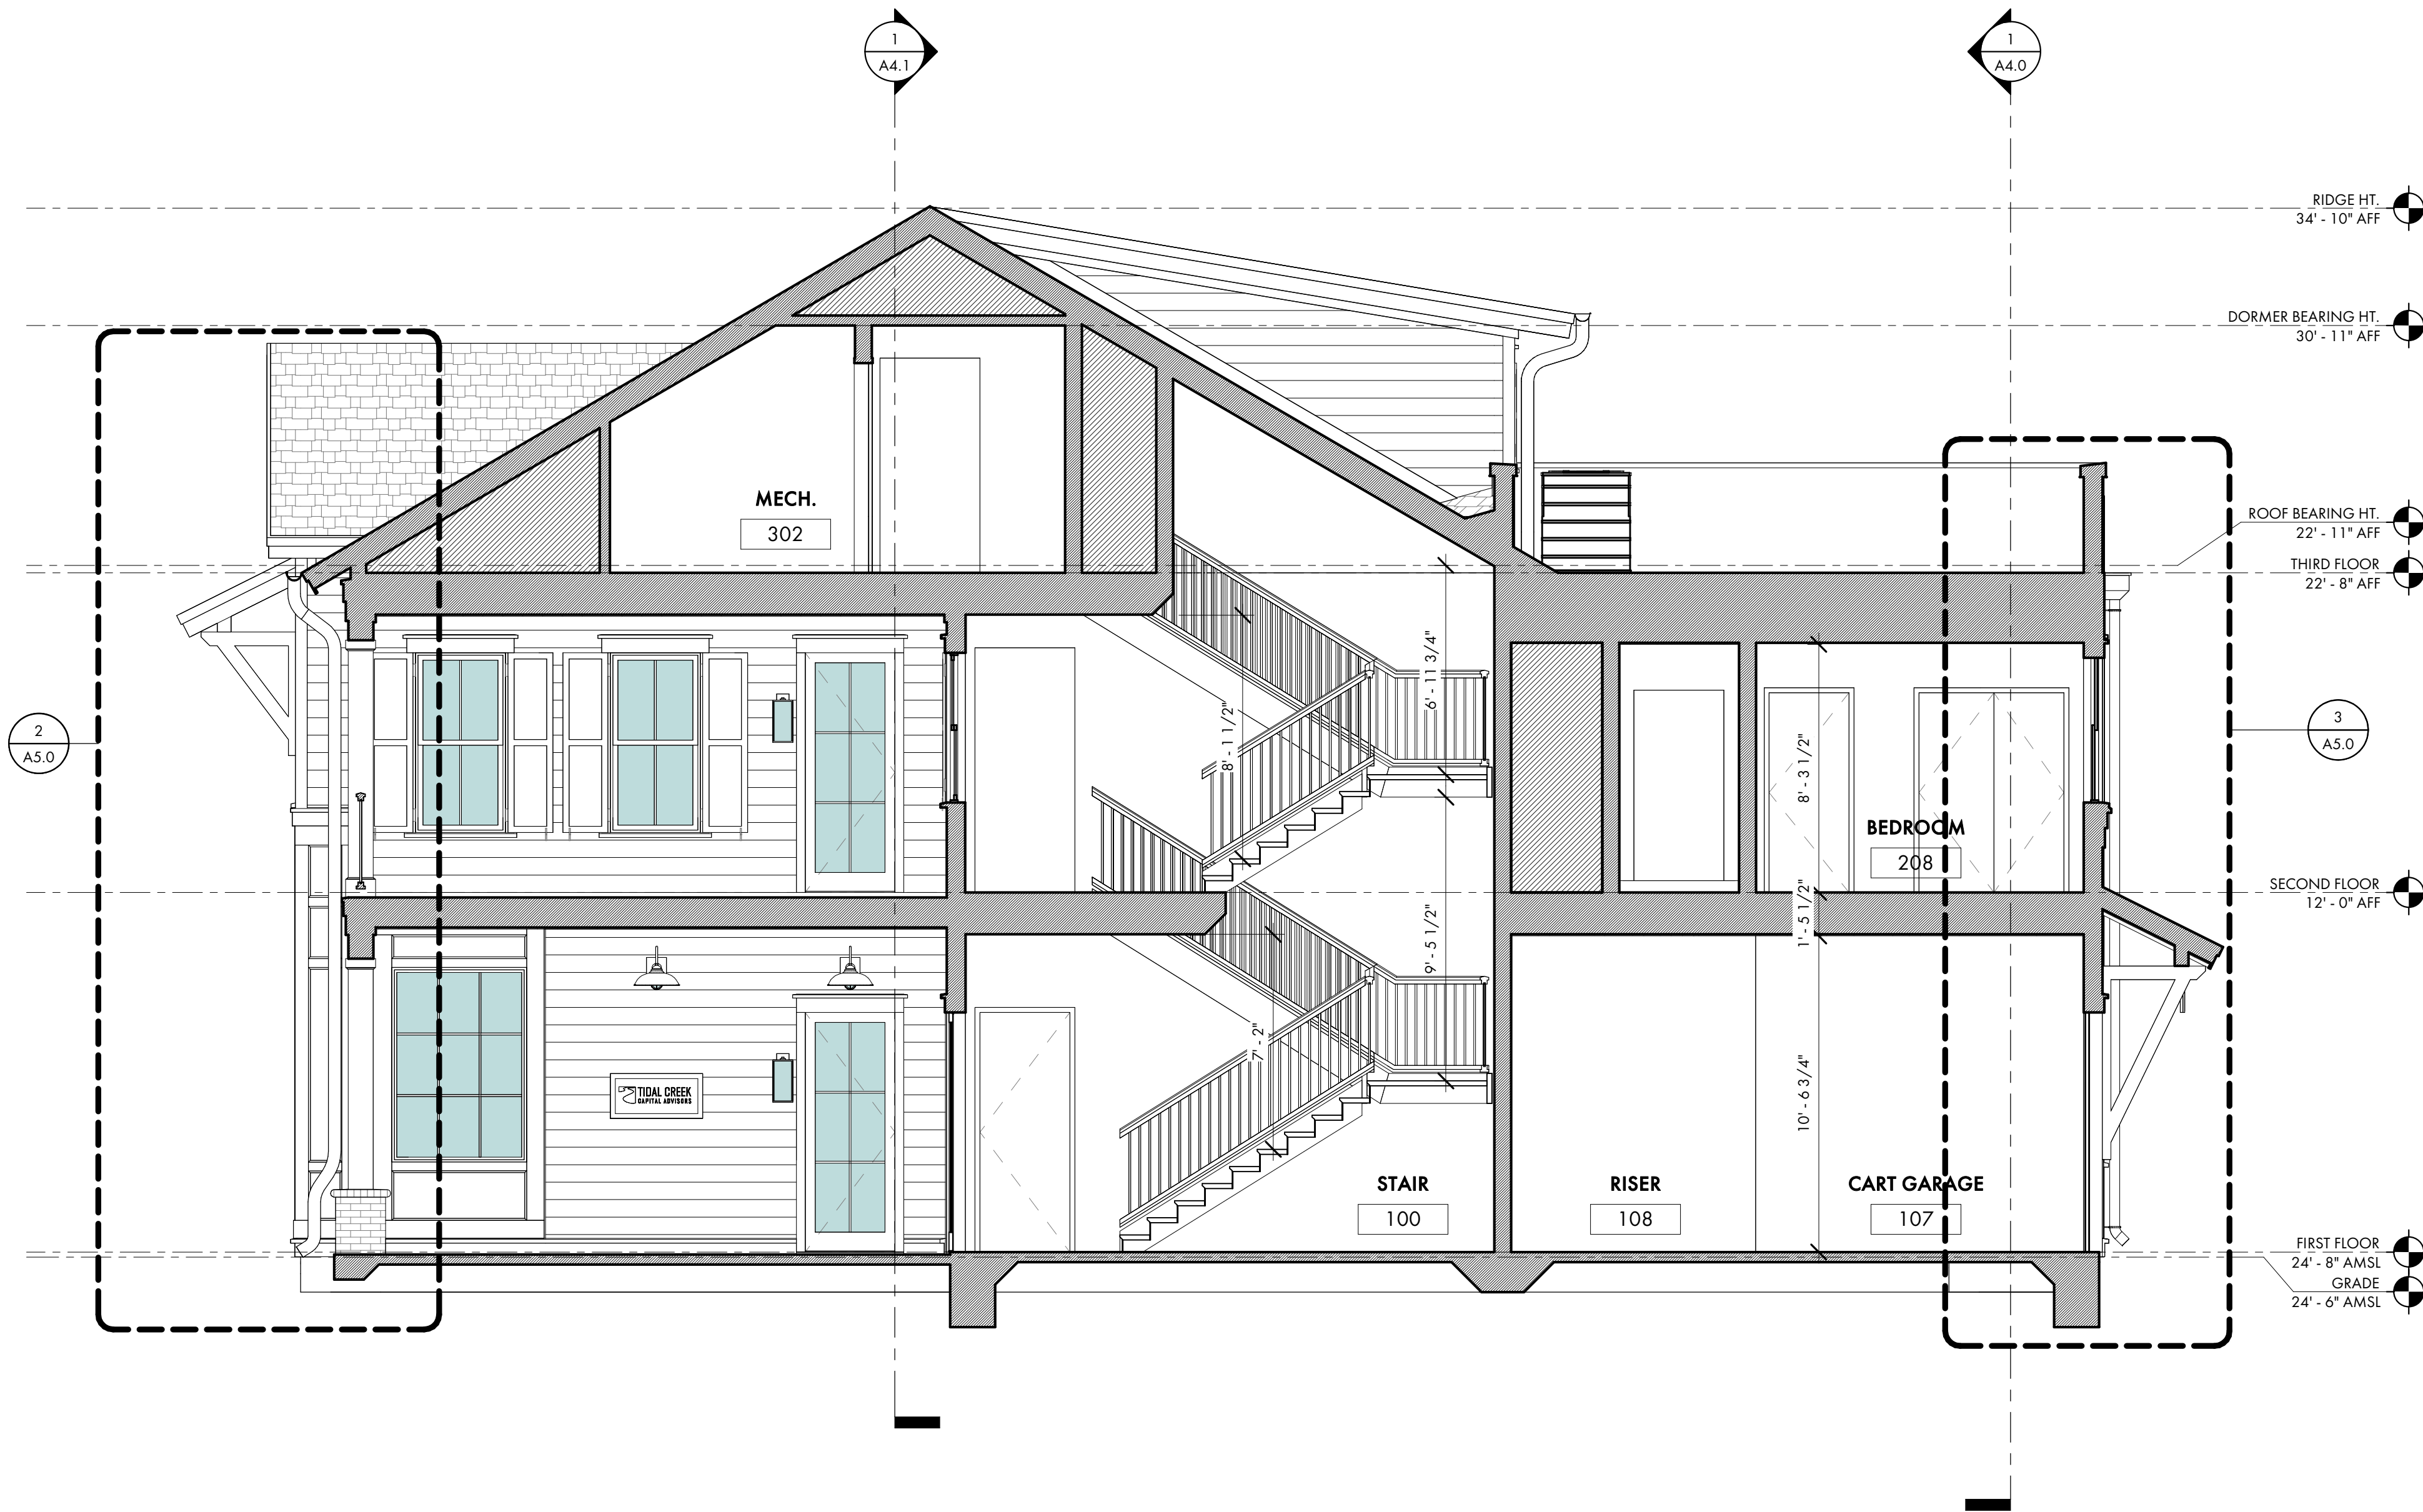 1
A4.1
1
A4.0
RIDGE HT.
34' - 10" AFF
DORMER BEARING HT.
30' - 11" AFF
MECH.
302
ROOF BEARING HT.
22' - 11" AFF
THIRD FLOOR
22' - 8" AFF
6' - 11 3/4"
8' - 1 1/2"
8' - 3 1/2"
2
A5.0
3
A5.0
BEDROOM
208
SECOND FLOOR
12' - 0" AFF
1' - 5 1/2"
9' - 5 1/2"
7' - 2"
10' - 6 3/4"
TIDAL CREEK
CAPITAL ADVISORS
STAIR
100
RISER
108
CART GARAGE
107
FIRST FLOOR
24' - 8" AMSL
GRADE
24' - 6" AMSL